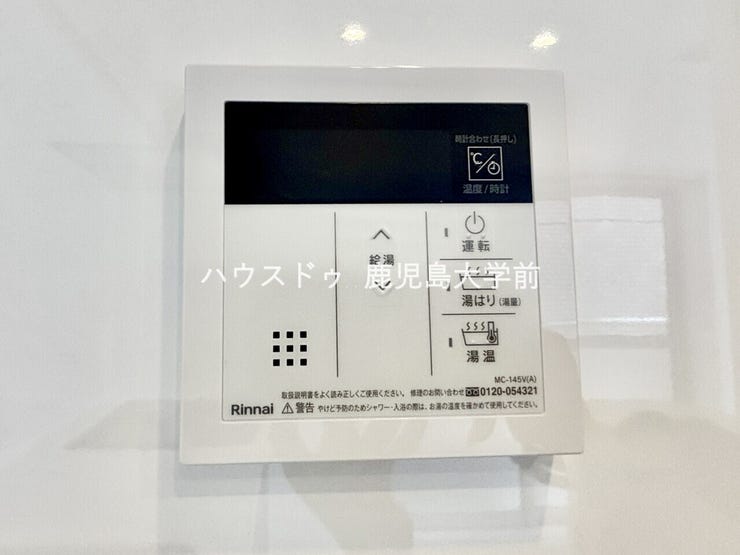 時計合わせ(長押し)
℃/
温度/時計
運転
給湯
ハウスドゥ 鹿児島大学前
湯はり(湯量)
湯温
MC-145V(A)
取扱説明書をよく読み正しくご使用ください。 修理のお問い合わせ 0120-054321
Rinnai ⚠警告 やけど予防のためシャワー・入浴の際は、お湯の温度を確かめて使用してください。